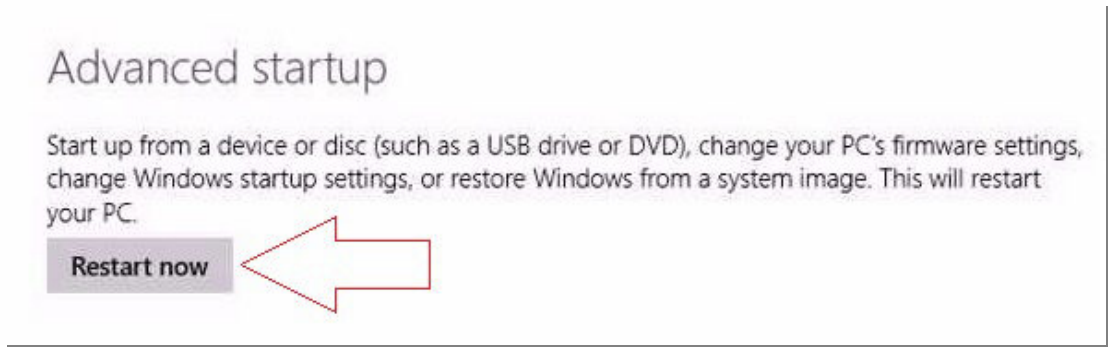 Advanced startup
Start up from a device or disc (such as a USB drive or DVD), change your PC's firmware settings,
change Windows startup settings, or restore Windows from a system image. This will restart
your PC.
Restart now